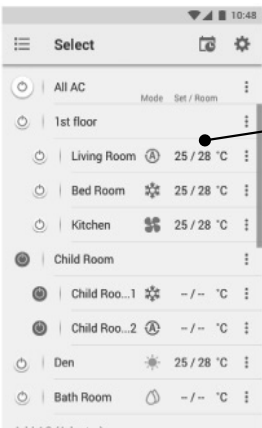 10:48
Select
All AC
Mode Set / Room
1st floor
Living Room A 25 / 28 °C
Bed Room 25 / 28 °C
Kitchen 25 / 28 °C
Child Room
Child Roo...1 – / – °C
Child Roo...2 A – / – °C
Den 25 / 28 °C
Bath Room – / – °C